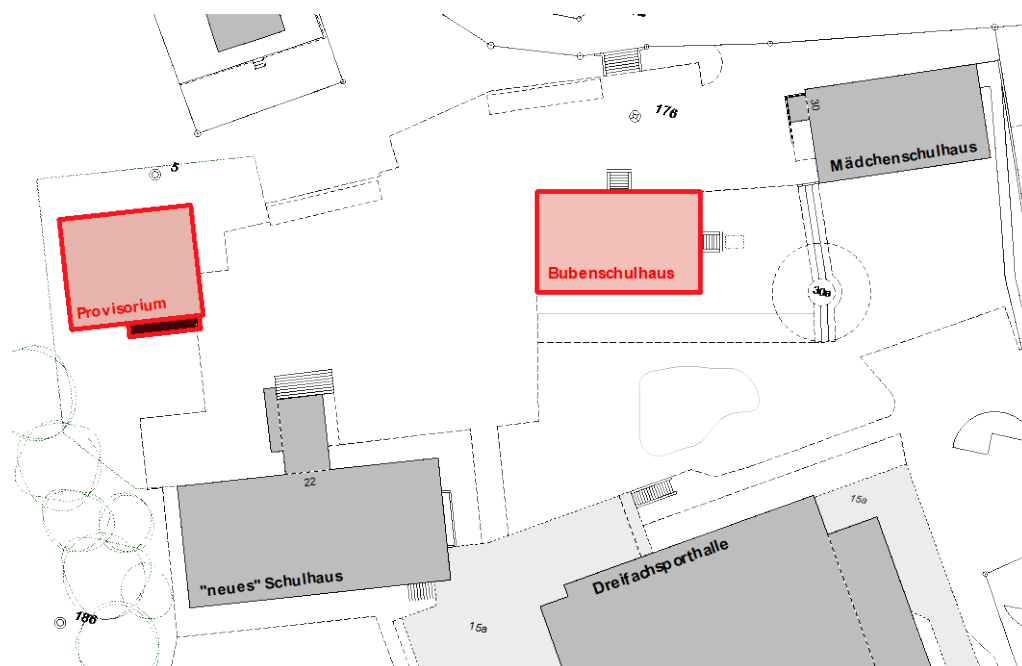 176
30
Mädchenschulhaus
5
Bubenschulhaus
30a
Provisorium
22
15a
Dreifachsporthalle
"neues" Schulhaus
186
15a